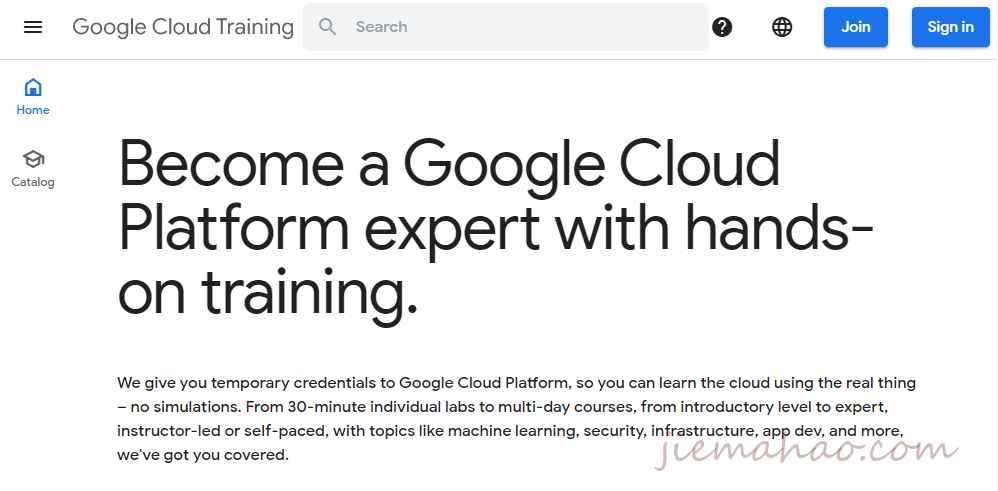 Google Cloud Training
Search
Join
Sign in
Home
Catalog
Become a Google Cloud
Platform expert with hands-
on training.
We give you temporary credentials to Google Cloud Platform, so you can learn the cloud using the real thing
– no simulations. From 30-minute individual labs to multi-day courses, from introductory level to expert,
instructor-led or self-paced, with topics like machine learning, security, infrastructure, app dev, and more,
we've got you covered.
jiemahao.com